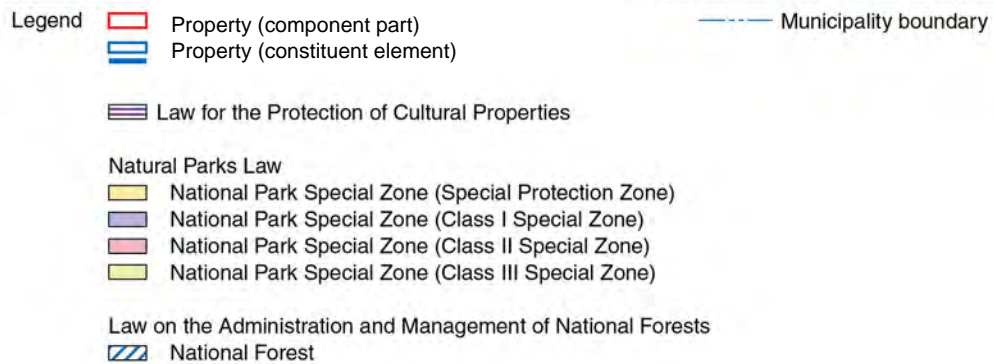 Legend
Property (component part)
Municipality boundary
Property (constituent element)
Law for the Protection of Cultural Properties
Natural Parks Law
National Park Special Zone (Special Protection Zone)
National Park Special Zone (Class I Special Zone)
National Park Special Zone (Class II Special Zone)
National Park Special Zone (Class III Special Zone)
Law on the Administration and Management of National Forests
National Forest